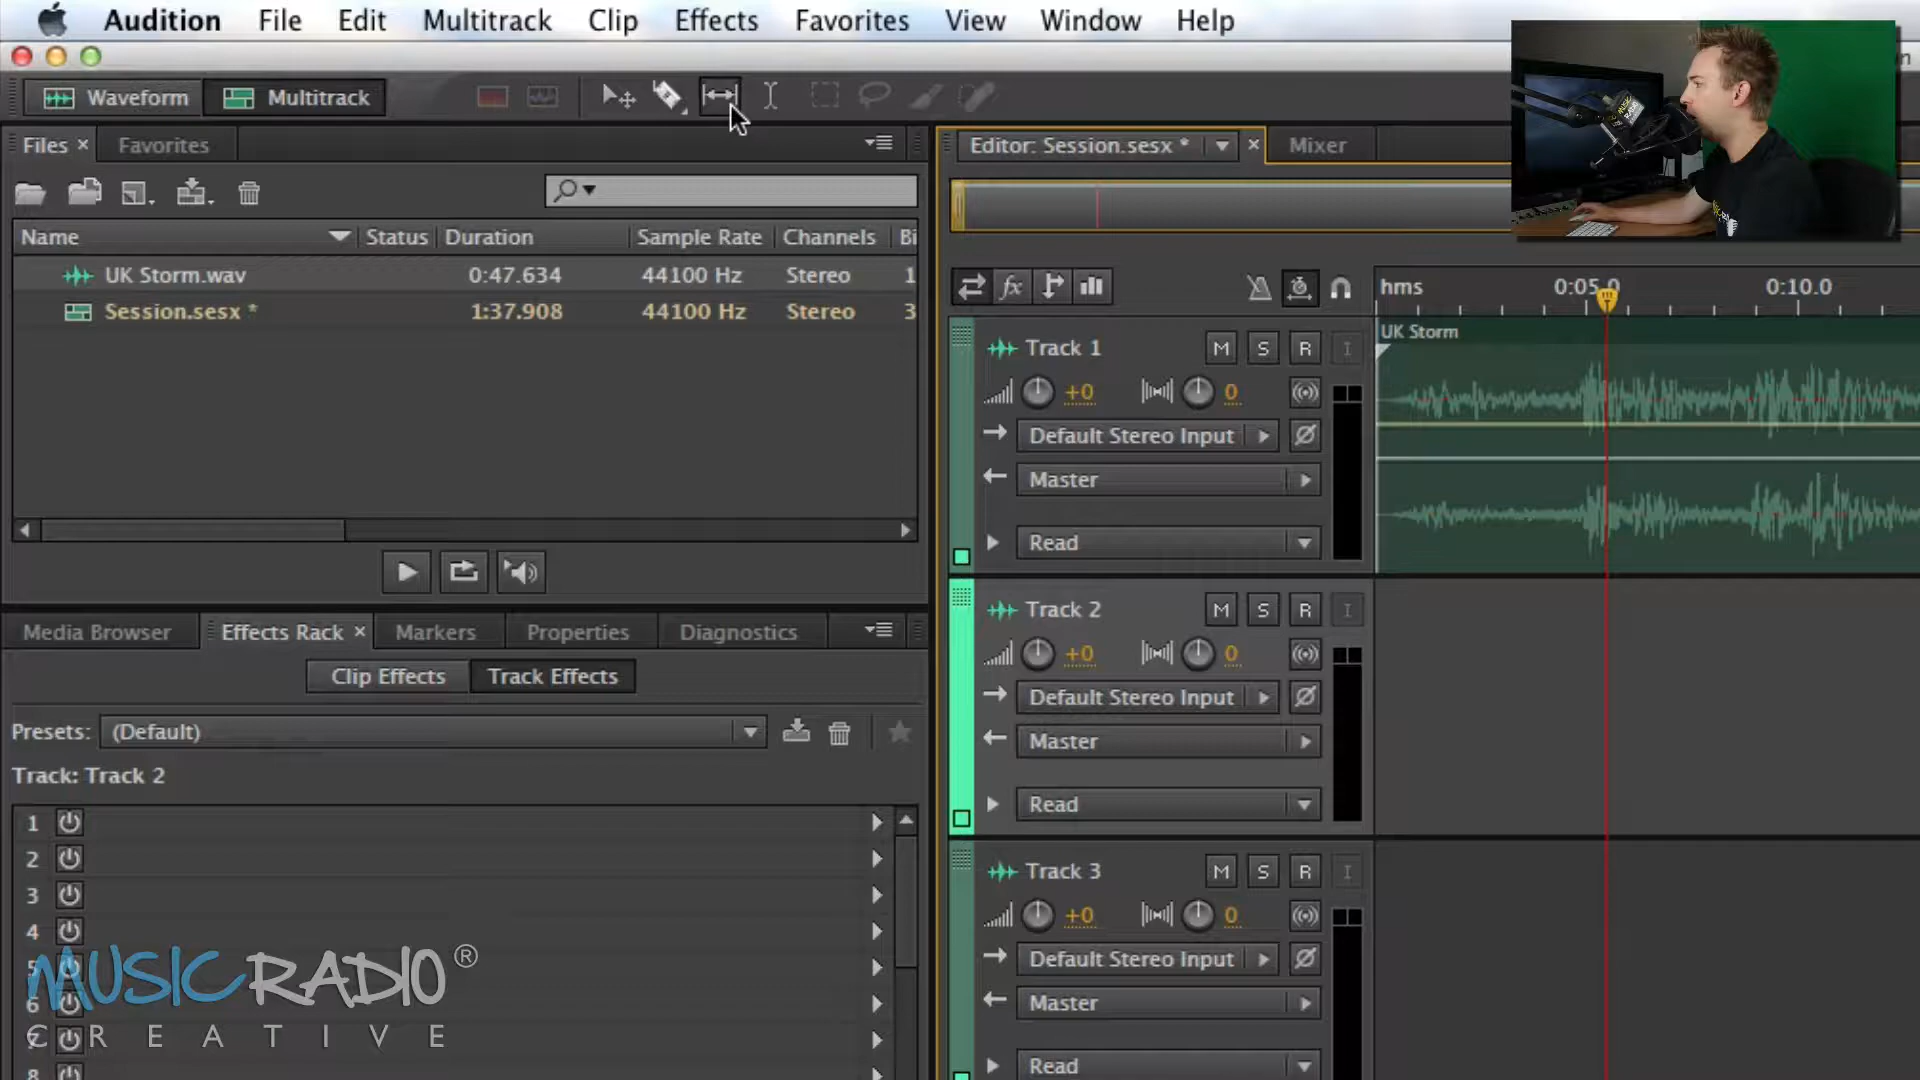 Audition File Edit Multitrack Clip Effects Favorites View Window Help
Waveform Multitrack
Files × Favorites
Editor: Session.sesx * × Mixer
Name Status Duration Sample Rate Channels Bi
UK Storm.wav 0:47.634 44100 Hz Stereo 1
Session.sesx * 1:37.908 44100 Hz Stereo 3
fx
hms 0:05.0 0:10.0
UK Storm
Track 1 M S R I
+0 0
Default Stereo Input
Master
Read
Track 2 M S R I
+0 0
Default Stereo Input
Master
Read
Track 3 M S R I
+0 0
Default Stereo Input
Master
Read
Media Browser Effects Rack × Markers Properties Diagnostics
Clip Effects Track Effects
Presets: (Default)
Track: Track 2
1
2
3
4
5
6
7
8
MUSICRADIO®
CREATIVE